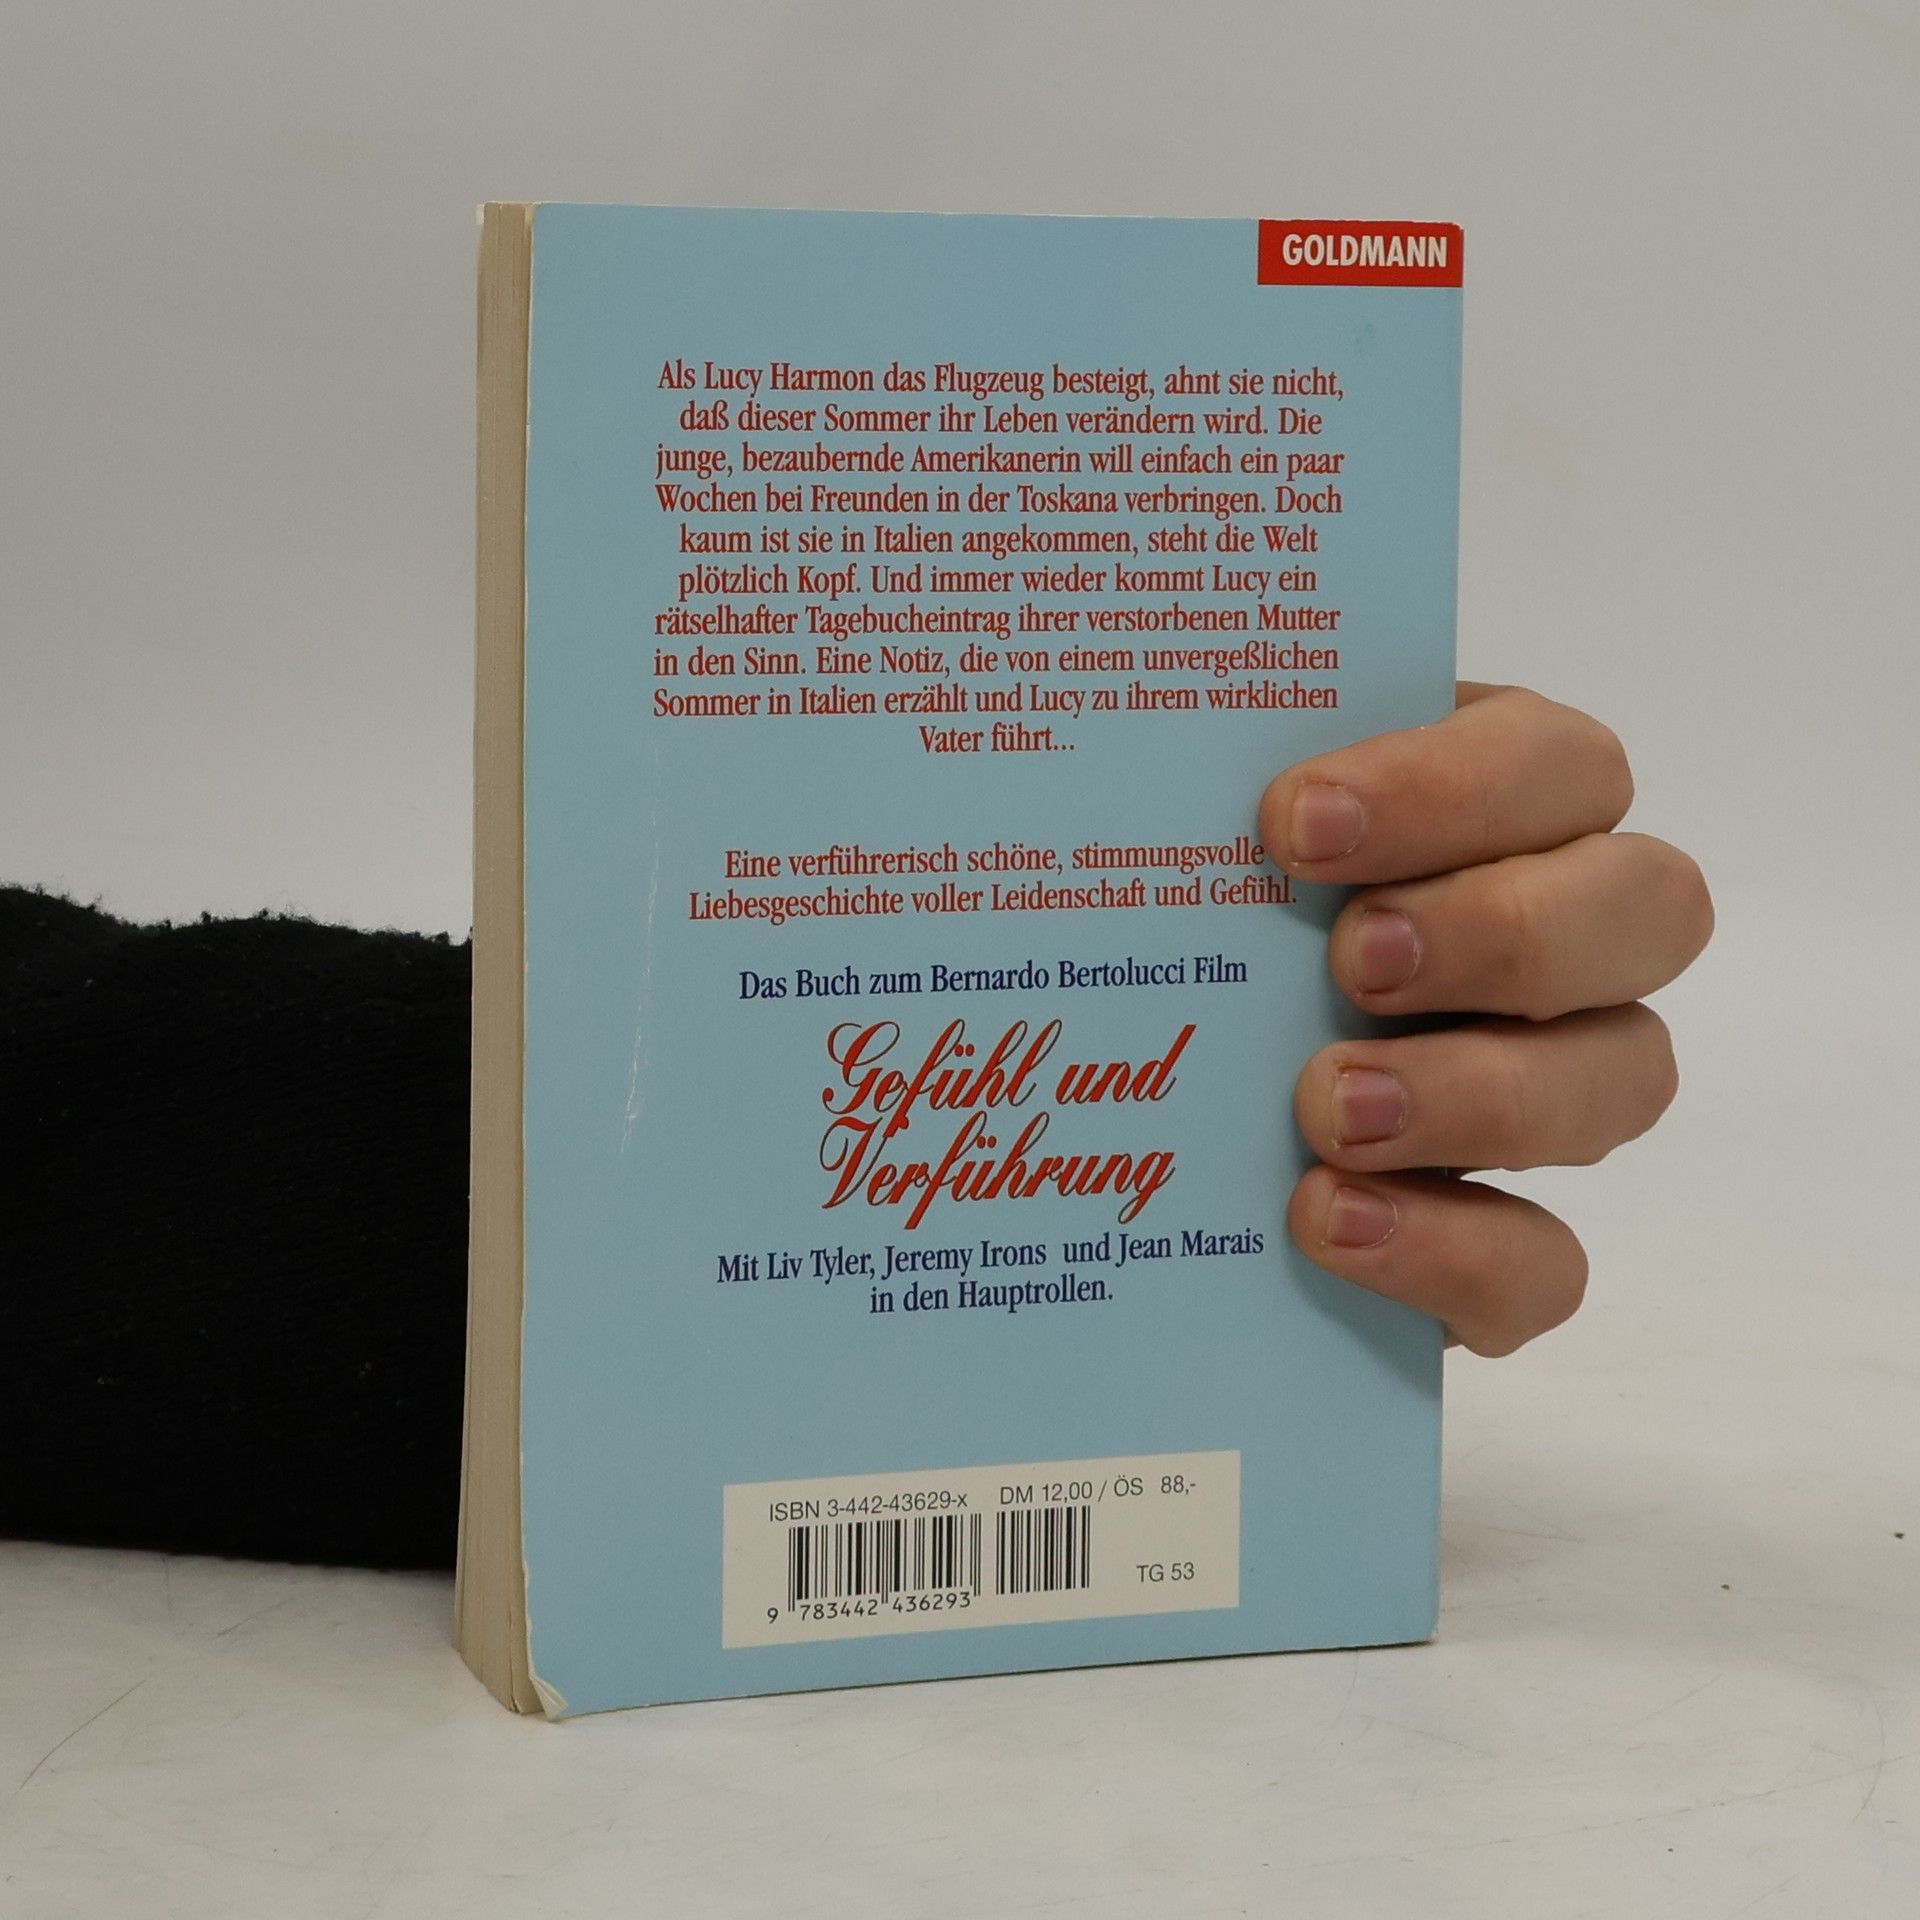 GOLDMANN
Als Lucy Harmon das Flugzeug besteigt, ahnt sie nicht,
daß dieser Sommer ihr Leben verändern wird. Die
junge, bezaubernde Amerikanerin will einfach ein paar
Wochen bei Freunden in der Toskana verbringen. Doch
kaum ist sie in Italien angekommen, steht die Welt
plötzlich Kopf. Und immer wieder kommt Lucy ein
rätselhafter Tagebucheintrag ihrer verstorbenen Mutter
in den Sinn. Eine Notiz, die von einem unvergeßlichen
Sommer in Italien erzählt und Lucy zu ihrem wirklichen
Vater führt...
Eine verführerisch schöne, stimmungsvolle
Liebesgeschichte voller Leidenschaft und Gefühl.
Das Buch zum Bernardo Bertolucci Film
Gefühl und
Verführung
Mit Liv Tyler, Jeremy Irons und Jean Marais
in den Hauptrollen.
ISBN 3-442-43629-x DM 12,00 / ÖS 88,-
TG 53
9 783442 436293